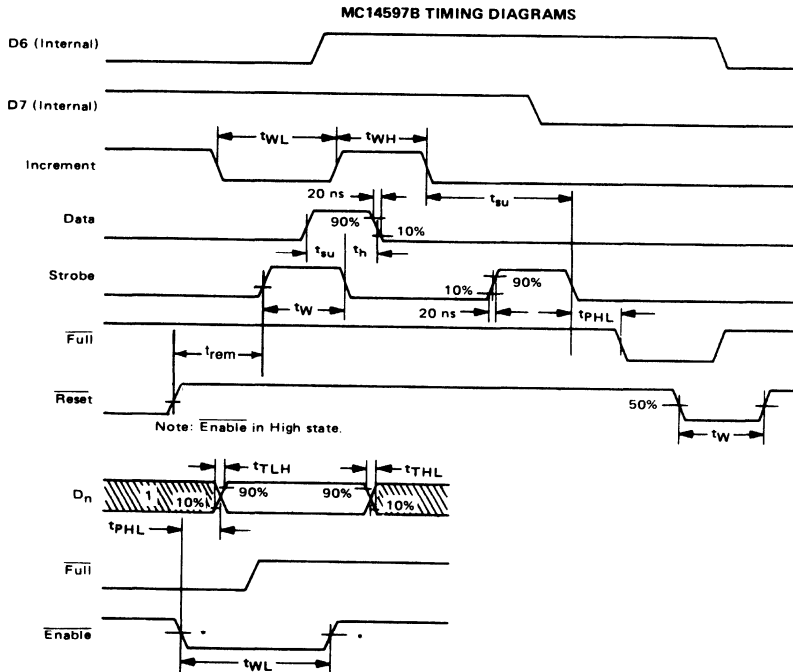 MC14597B TIMING DIAGRAMS
D6 (Internal)
D7 (Internal)
tWL tWH
Increment
20 ns tsu
Data 90% 10%
tsu th
Strobe 10% 90%
tW 20 ns tPHL
Full
trem
Reset 50%
Note: Enable in High state. tW
tTLH tTHL
Dn 1 10% 90% 90% 10%
tPHL
Full
Enable
tWL